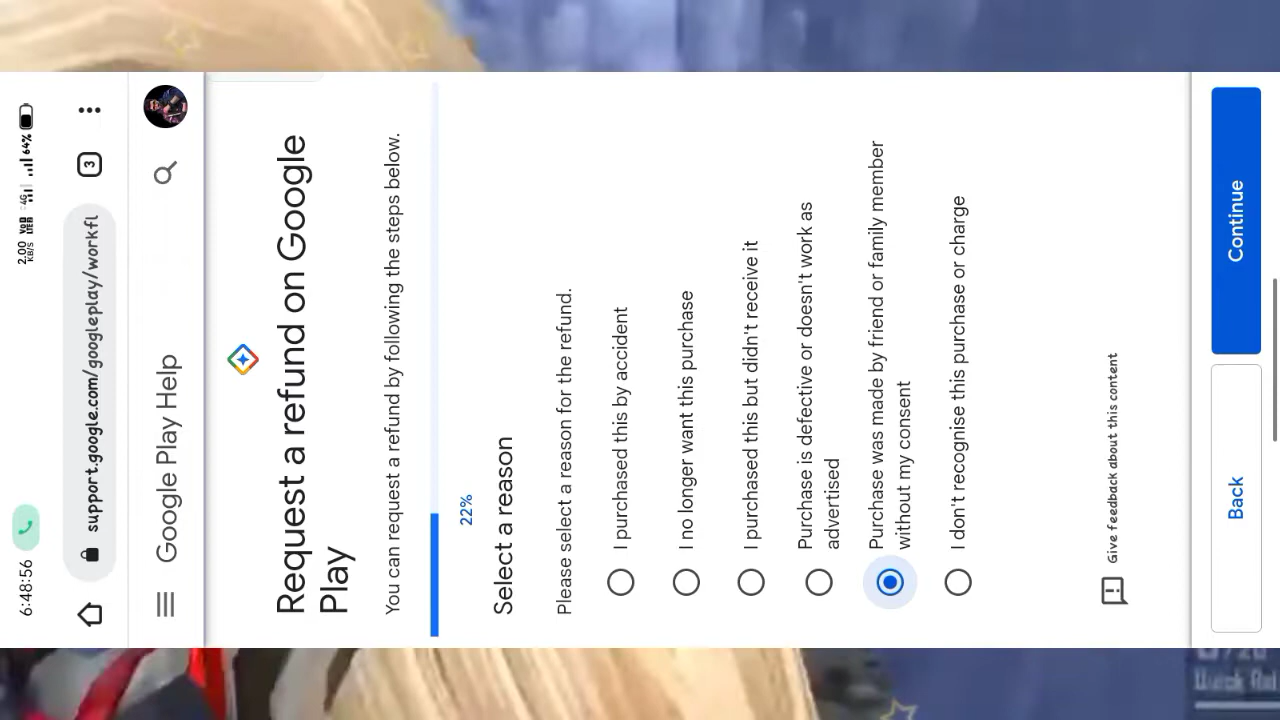 6:48:56
2.00 KB/S
VoD
4G
64%
support.google.com/googleplay/workfl
3
Google Play Help
Request a refund on Google
Play
You can request a refund by following the steps below.
22%
Select a reason
Please select a reason for the refund.
I purchased this by accident
I no longer want this purchase
I purchased this but didn't receive it
Purchase is defective or doesn't work as
advertised
Purchase was made by friend or family member
without my consent
I don't recognise this purchase or charge
Give feedback about this content
Back
Continue